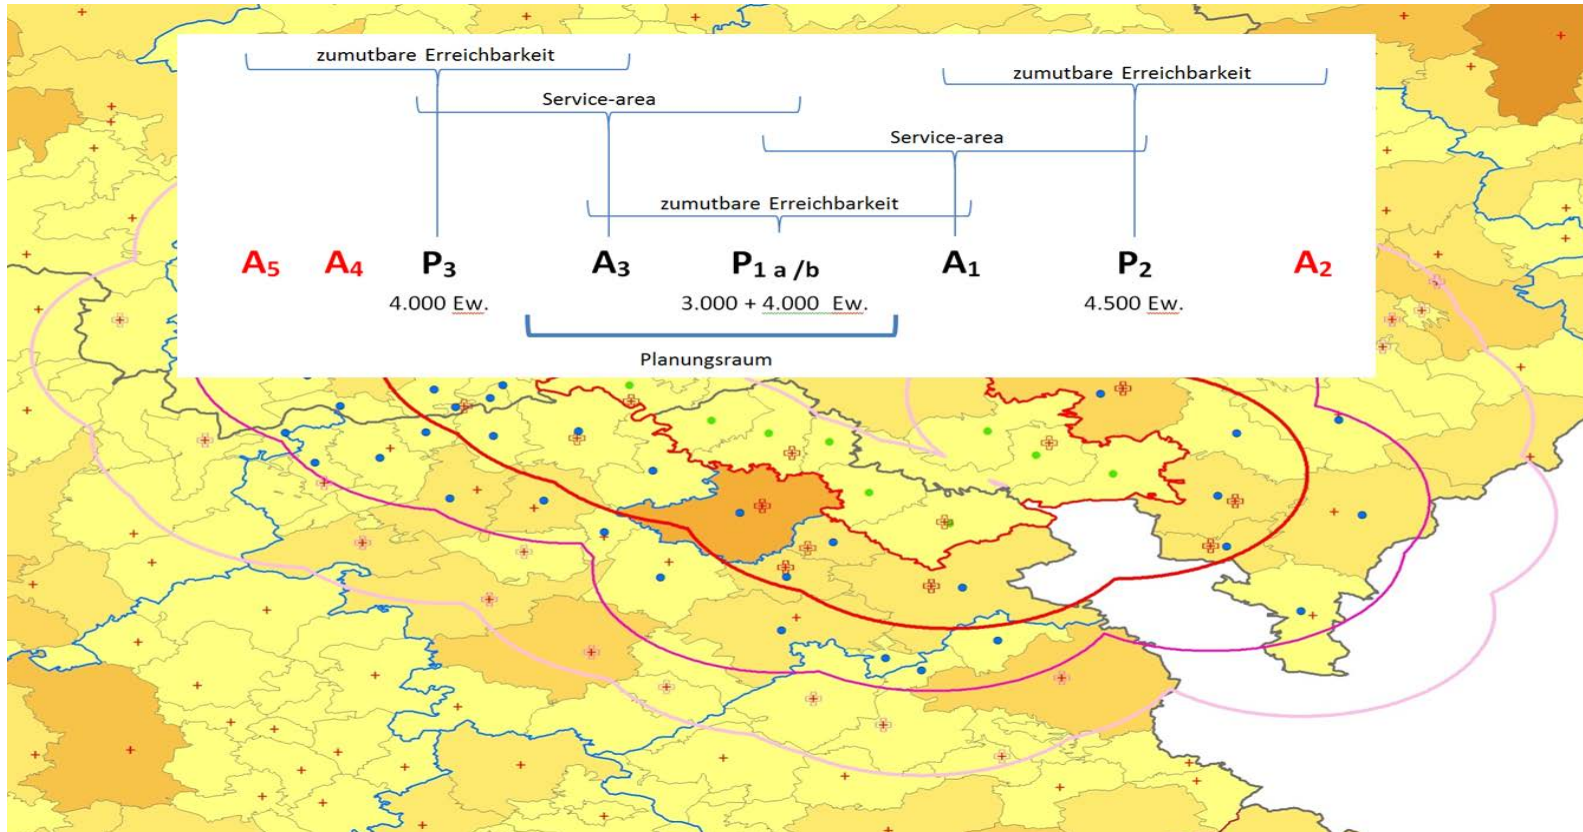 zumutbare Erreichbarkeit
zumutbare Erreichbarkeit
Service-area
Service-area
zumutbare Erreichbarkeit
A5 A4 P3 A3 P1 a /b A1 P2 A2
4.000 Ew. 3.000 + 4.000 Ew. 4.500 Ew.
Planungsraum